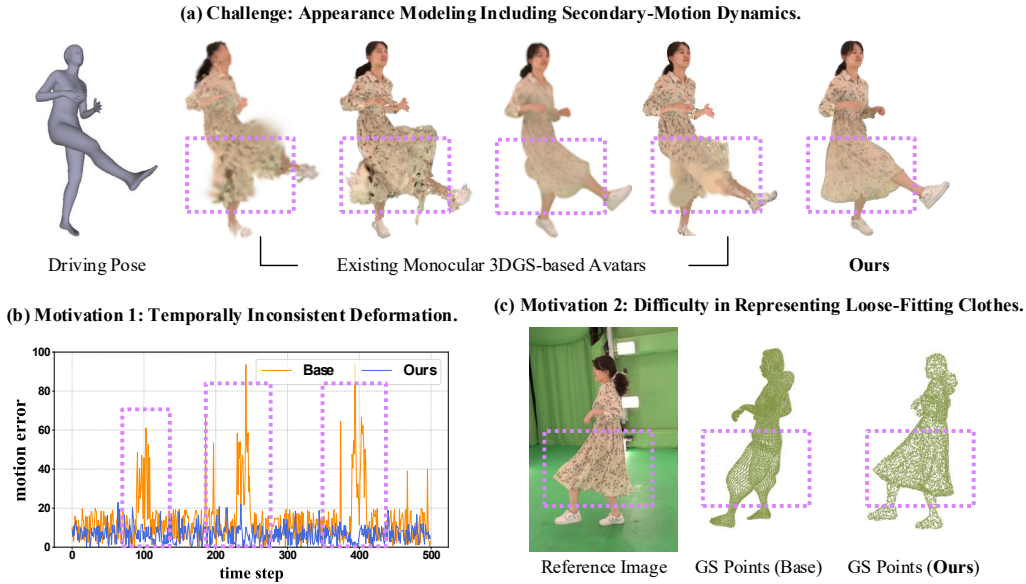 (a) Challenge: Appearance Modeling Including Secondary-Motion Dynamics.
Driving Pose
Existing Monocular 3DGS-based Avatars
Ours
(b) Motivation 1: Temporally Inconsistent Deformation.
100
80
60
40
20
0
motion error
Base
Ours
0
100
200
300
400
500
time step
(c) Motivation 2: Difficulty in Representing Loose-Fitting Clothes.
Reference Image
GS Points (Base)
GS Points (Ours)